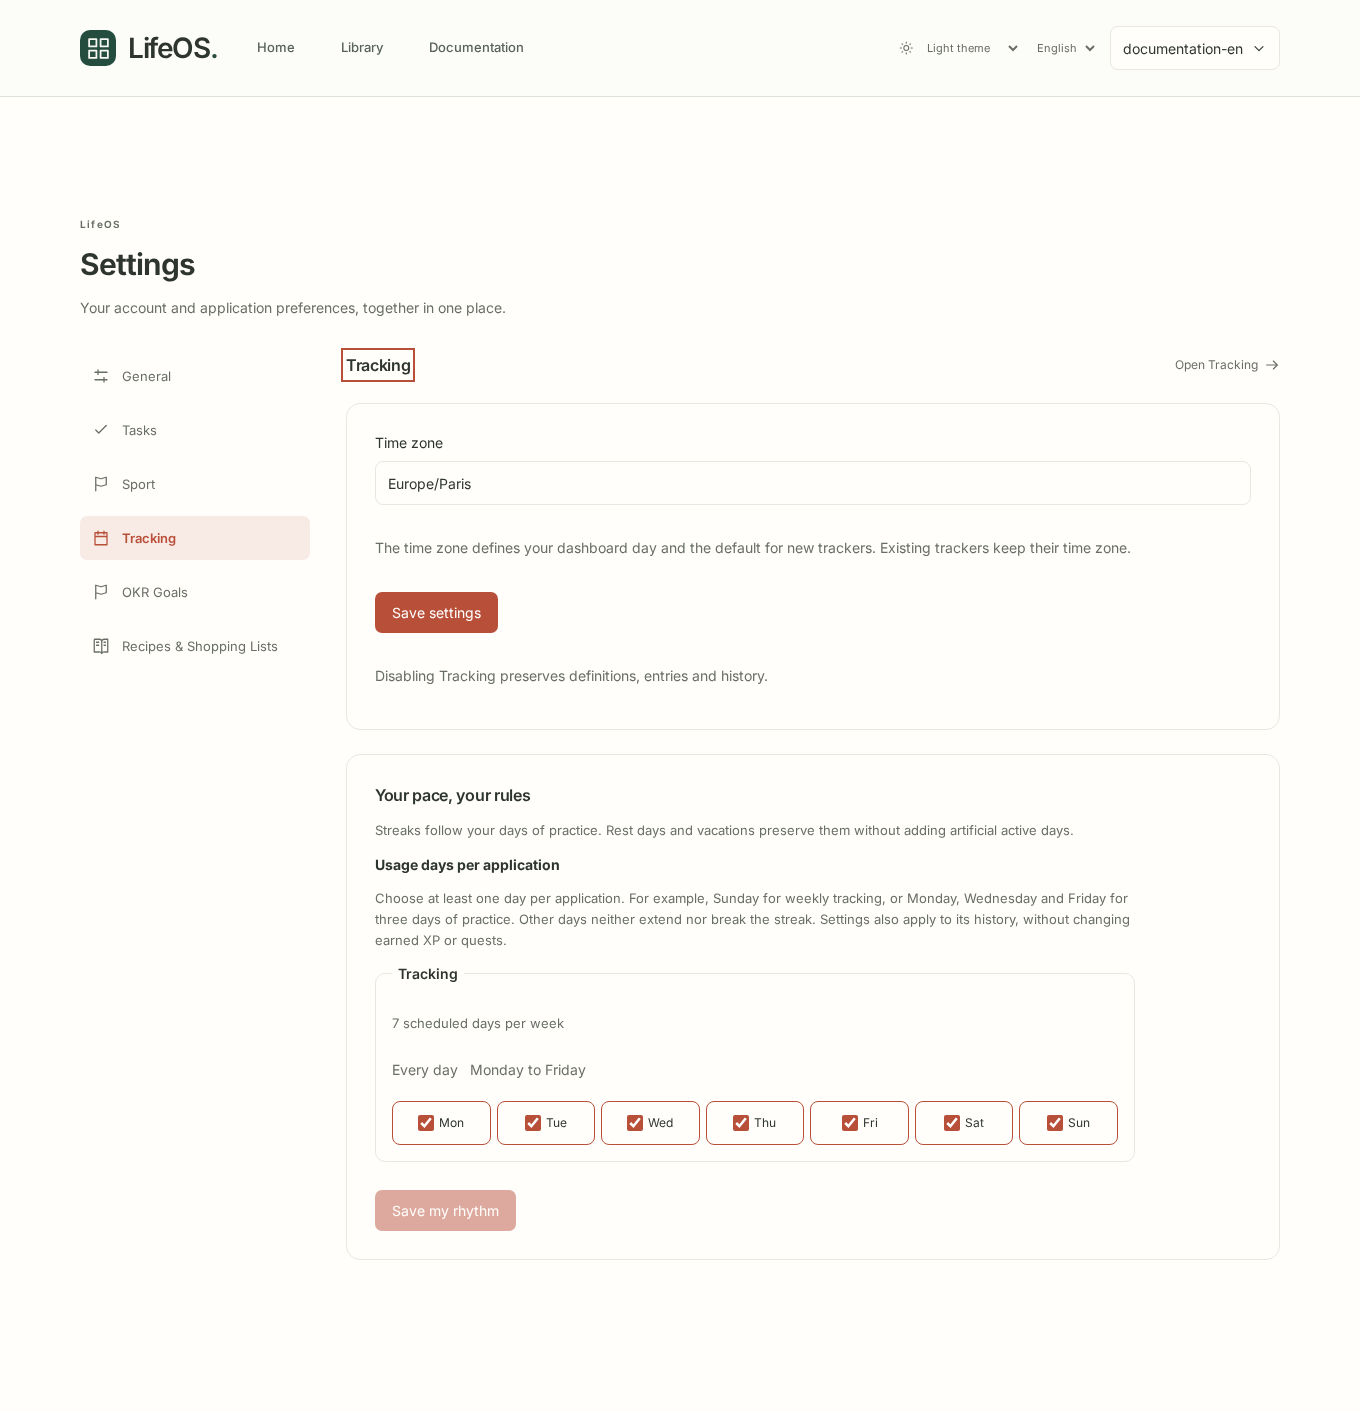 LifeOS.
Home
Library
Documentation
Light theme
English
documentation-en
LifeOS
Settings
Your account and application preferences, together in one place.
General
Tasks
Sport
Tracking
OKR Goals
Recipes & Shopping Lists
Tracking
Open Tracking
Time zone
Europe/Paris
The time zone defines your dashboard day and the default for new trackers. Existing trackers keep their time zone.
Save settings
Disabling Tracking preserves definitions, entries and history.
Your pace, your rules
Streaks follow your days of practice. Rest days and vacations preserve them without adding artificial active days.
Usage days per application
Choose at least one day per application. For example, Sunday for weekly tracking, or Monday, Wednesday and Friday for
three days of practice. Other days neither extend nor break the streak. Settings also apply to its history, without changing
earned XP or quests.
Tracking
7 scheduled days per week
Every day
Monday to Friday
Mon
Tue
Wed
Thu
Fri
Sat
Sun
Save my rhythm